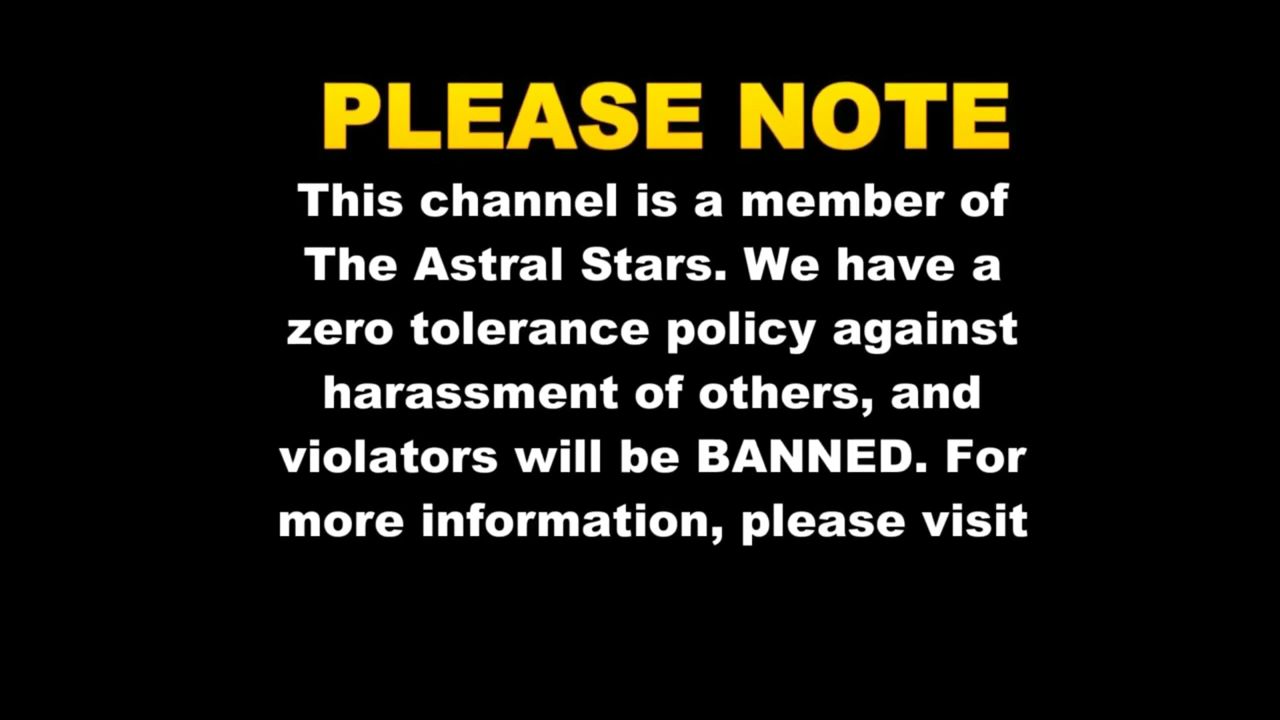 PLEASE NOTE
This channel is a member of
The Astral Stars. We have a
zero tolerance policy against
harassment of others, and
violators will be BANNED. For
more information, please visit